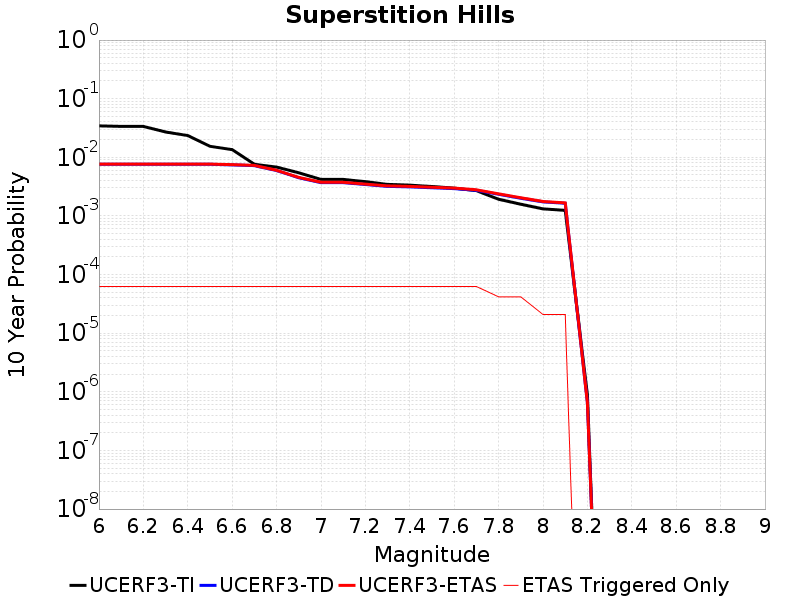 Superstition Hills
10^0
10^-1
10^-2
10^-3
10^-4
10^-5
10^-6
10^-7
10^-8
10 Year Probability
6 6.2 6.4 6.6 6.8 7 7.2 7.4 7.6 7.8 8 8.2 8.4 8.6 8.8 9
Magnitude
UCERF3-TI UCERF3-TD UCERF3-ETAS ETAS Triggered Only